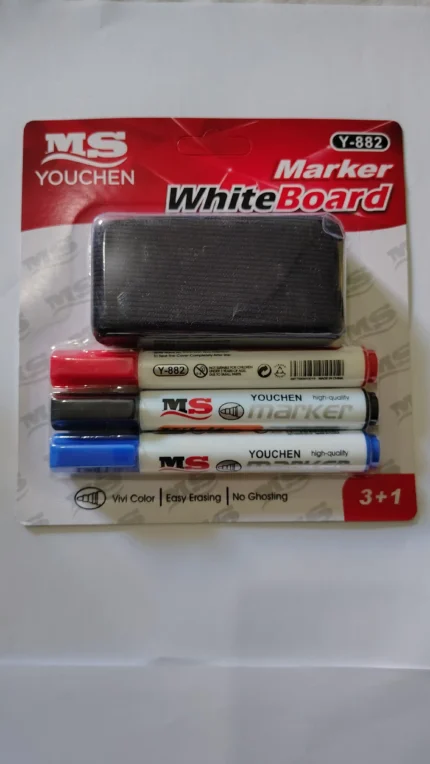 MS
YOUCHEN
Y-882
Marker
WhiteBoard
Y-882
MS YOUCHEN high-quality
marker
MS YOUCHEN high-quality
marker
Vivi Color | Easy Erasing | No Ghosting
3+1